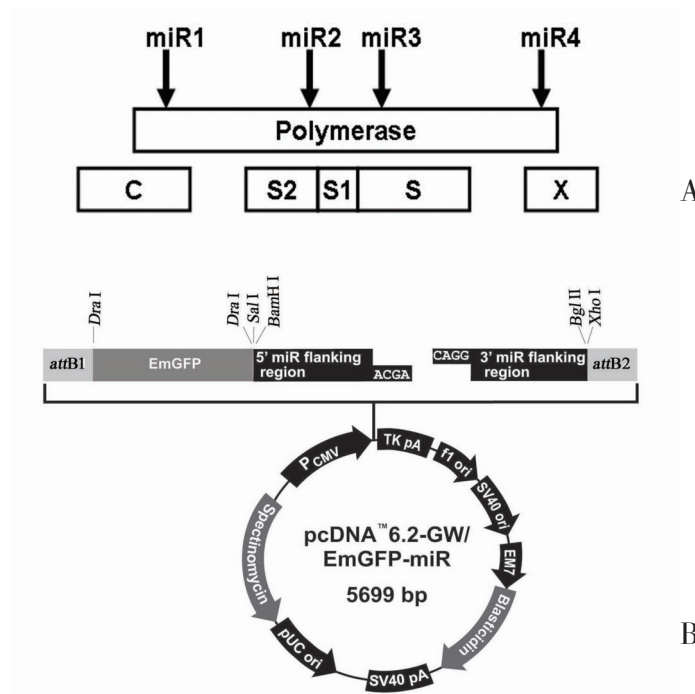 miR1 miR2 miR3 miR4
Polymerase
C S2 S1 S X
A
Dra I Dra I Sal I BamH I Bgl II Xho I
attB1 EmGFP 5' miR flanking region ACGA CAGG 3' miR flanking region attB2
PCMV TK pA f1 ori SV40 ori EM7 Blasticidin SV40 pA pUC ori Spectinomycin
pcDNA™6.2-GW/
EmGFP-miR
5699 bp
B